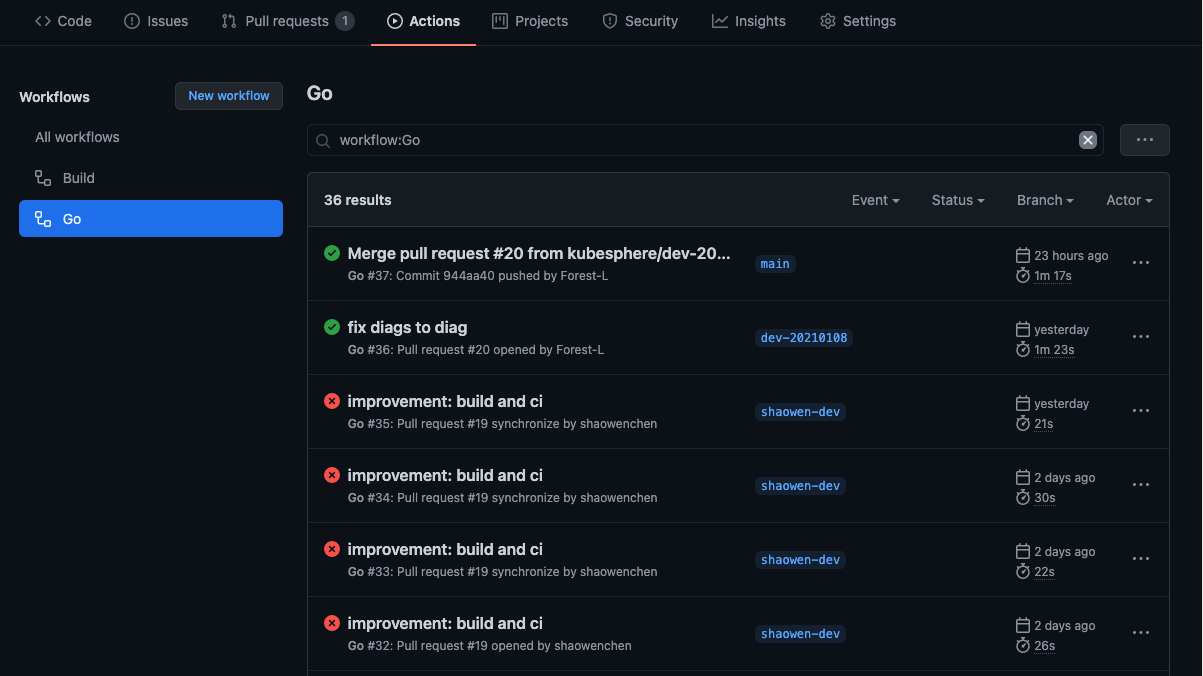 Code Issues Pull requests 1 Actions Projects Security Insights Settings
Workflows New workflow
All workflows
Build
Go
Go
workflow:Go
36 results Event Status Branch Actor
Merge pull request #20 from kubesphere/dev-20... main 23 hours ago
Go #37: Commit 944aa40 pushed by Forest-L 1m 17s
fix diags to diag dev-20210108 yesterday
Go #36: Pull request #20 opened by Forest-L 1m 23s
improvement: build and ci shaowen-dev yesterday
Go #35: Pull request #19 synchronize by shaowenchen 21s
improvement: build and ci shaowen-dev 2 days ago
Go #34: Pull request #19 synchronize by shaowenchen 30s
improvement: build and ci shaowen-dev 2 days ago
Go #33: Pull request #19 synchronize by shaowenchen 22s
improvement: build and ci shaowen-dev 2 days ago
Go #32: Pull request #19 opened by shaowenchen 26s